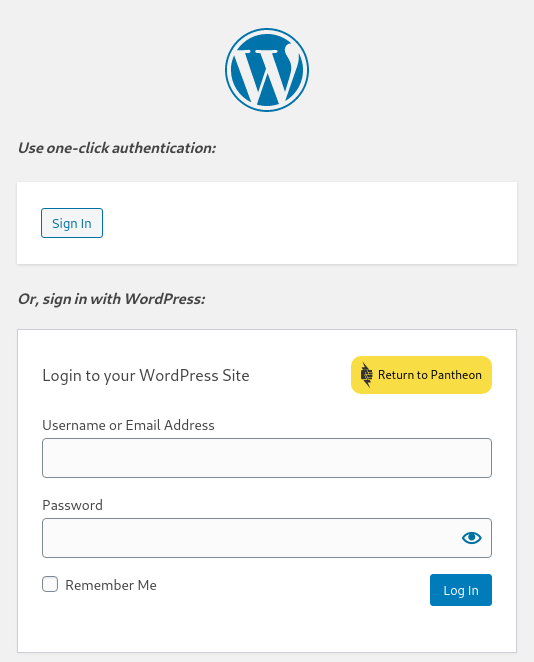 Use one-click authentication:
Sign In
Or, sign in with WordPress:
Login to your WordPress Site
Return to Pantheon
Username or Email Address
Password
Remember Me
Log In